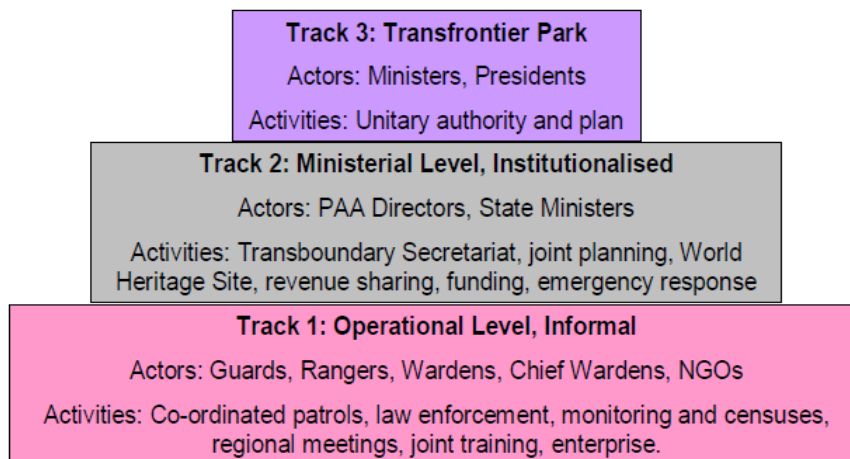 Track 3: Transfrontier Park
Actors: Ministers, Presidents
Activities: Unitary authority and plan
Track 2: Ministerial Level, Institutionalised
Actors: PAA Directors, State Ministers
Activities: Transboundary Secretariat, joint planning, World
Heritage Site, revenue sharing, funding, emergency response
Track 1: Operational Level, Informal
Actors: Guards, Rangers, Wardens, Chief Wardens, NGOs
Activities: Co-ordinated patrols, law enforcement, monitoring and censuses,
regional meetings, joint training, enterprise.